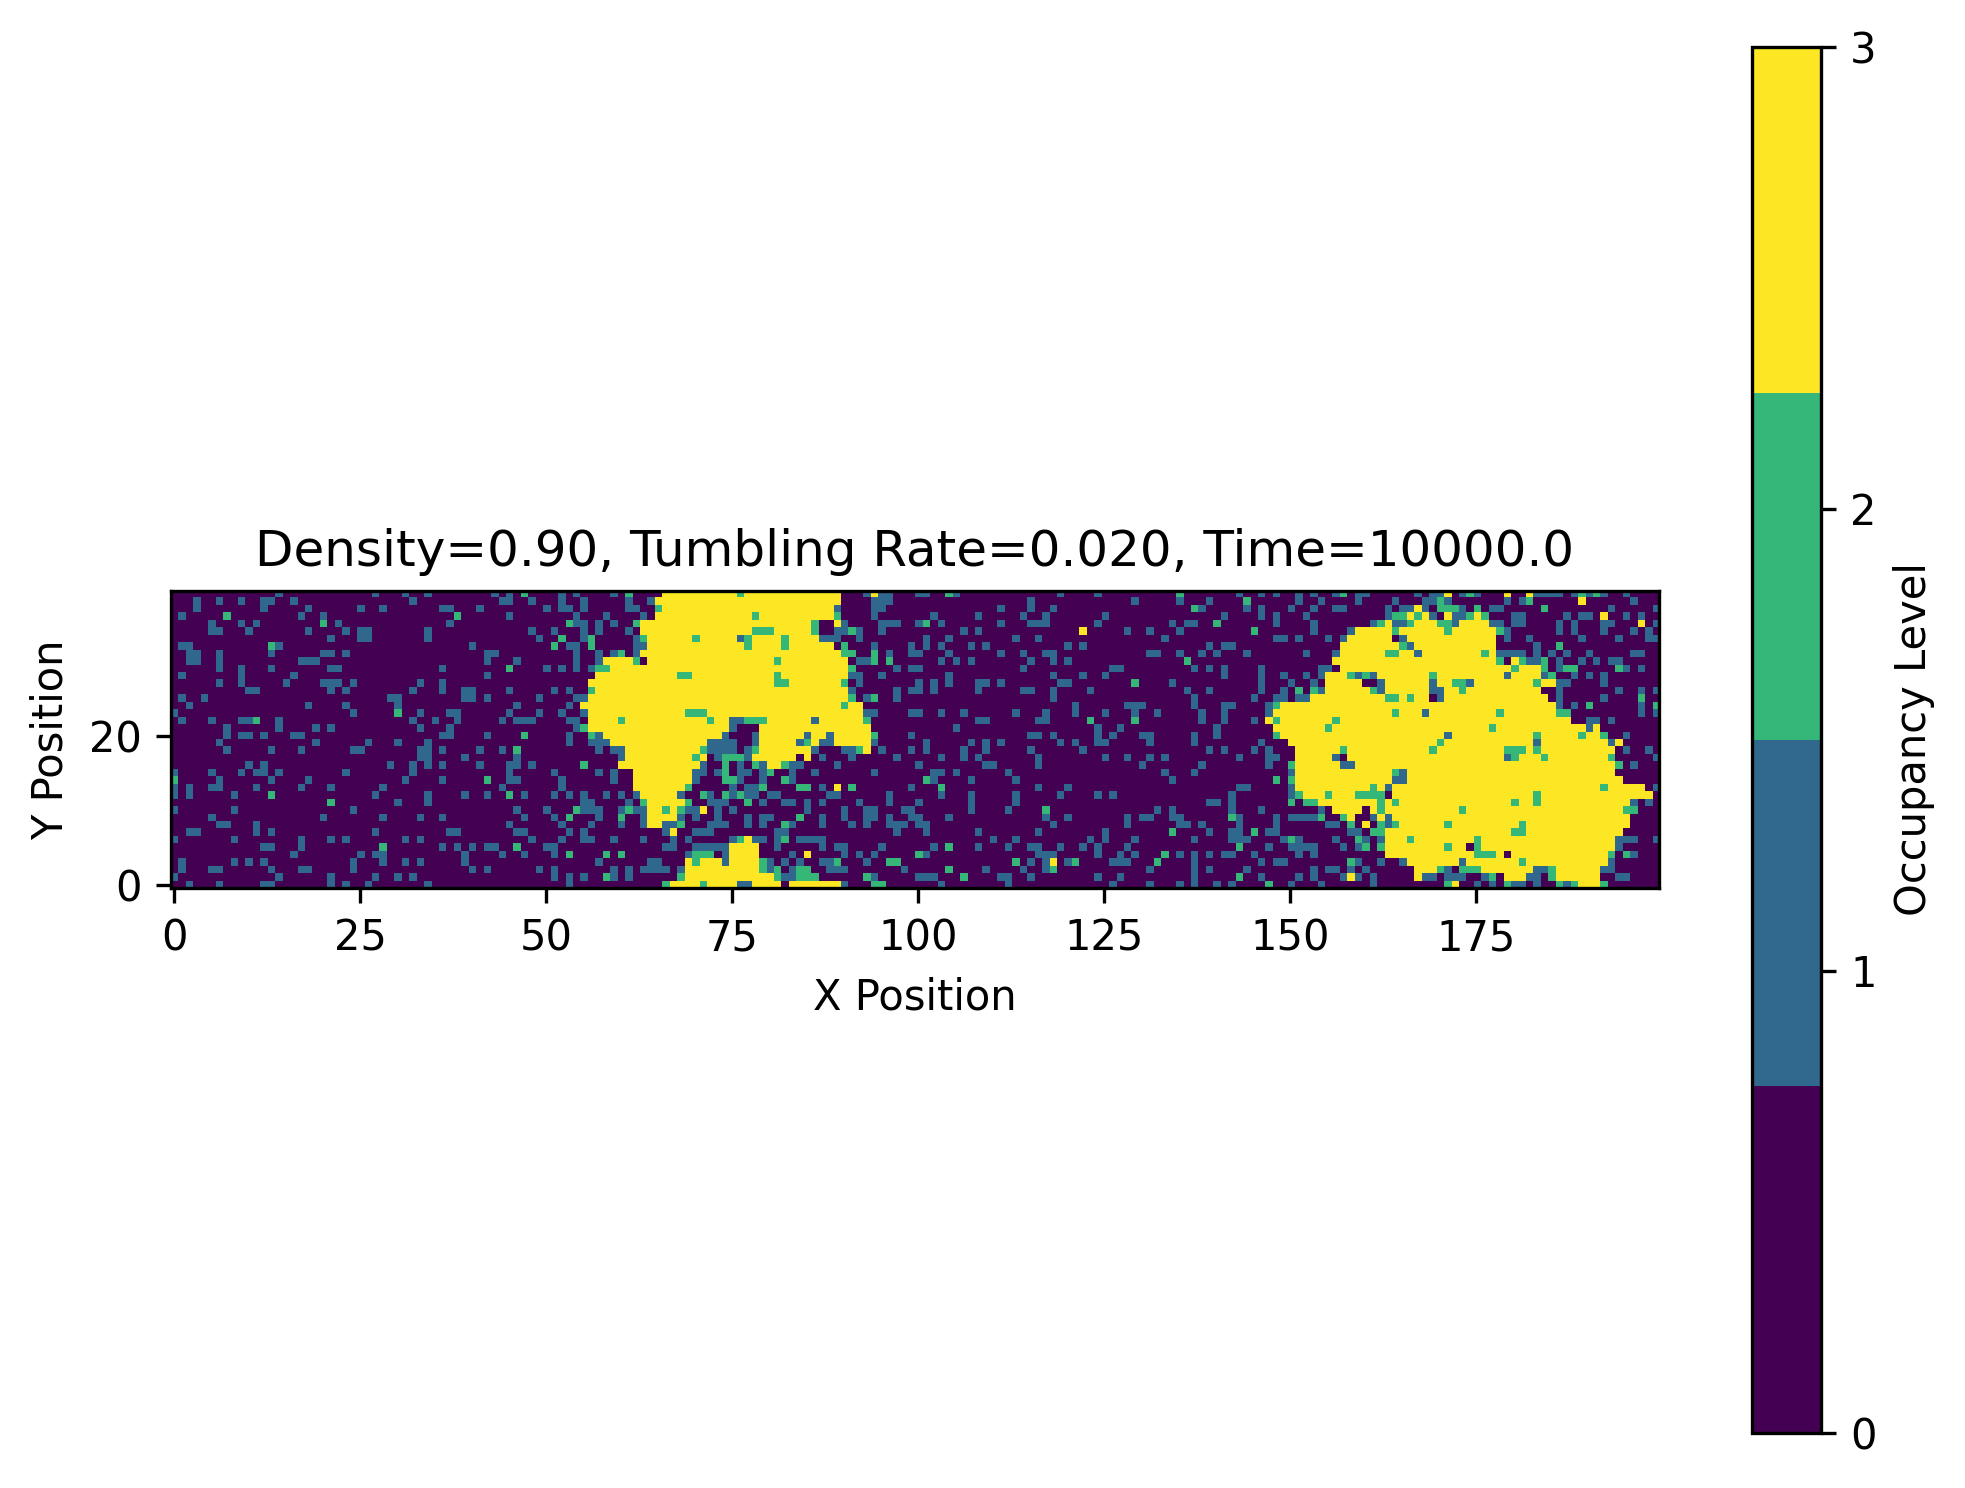 Density=0.90, Tumbling Rate=0.020, Time=10000.0
Y Position
20
0
0 25 50 75 100 125 150 175
X Position
3
2
1
0
Occupancy Level